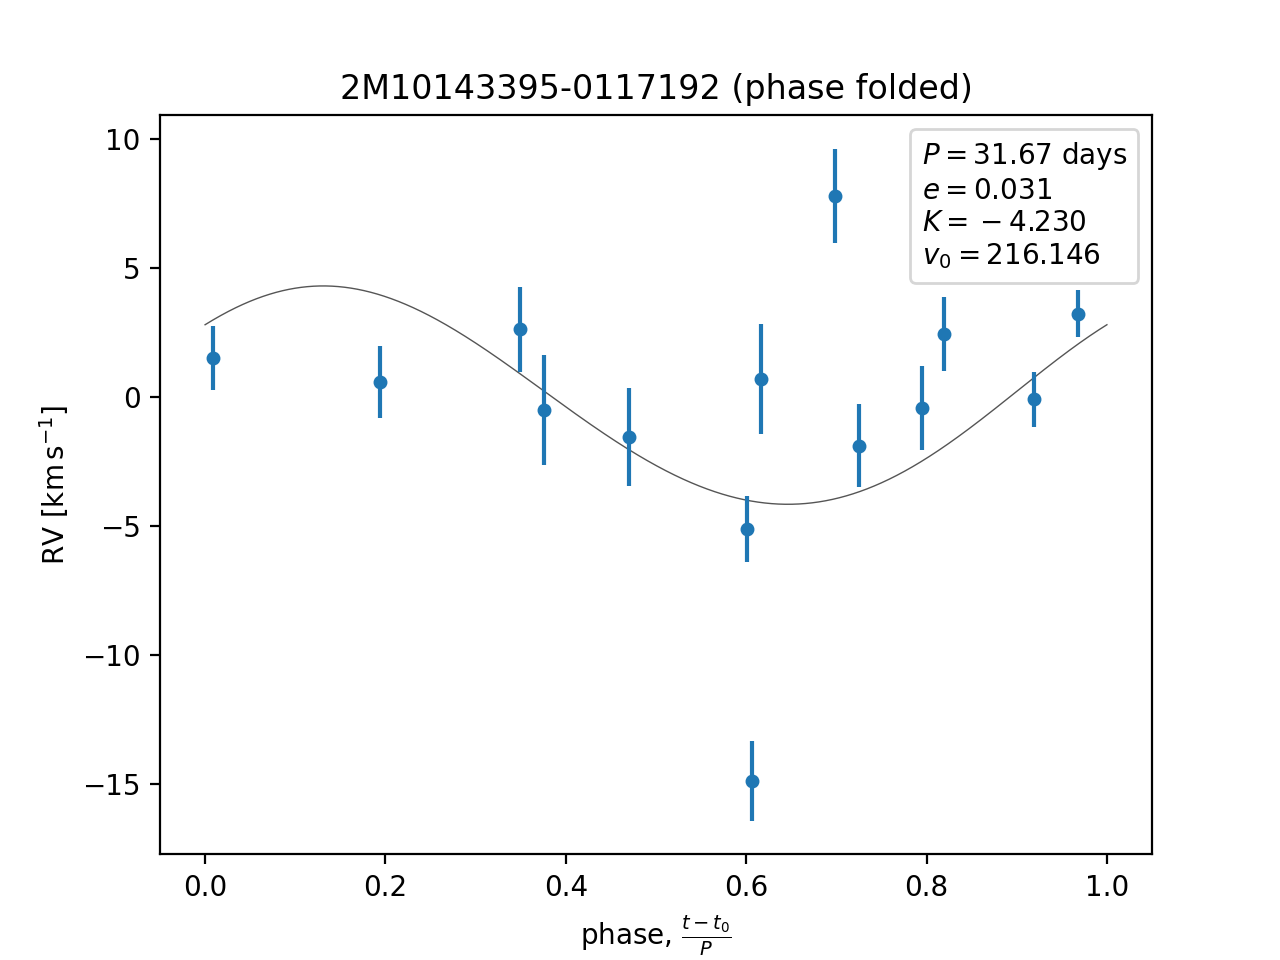 2M10143395-0117192 (phase folded)
P = 31.67 days
e = 0.031
K = −4.230
v₀ = 216.146
RV [km s⁻¹]
10
5
0
−5
−10
−15
0.0 0.2 0.4 0.6 0.8 1.0
phase, (t − t₀)/P